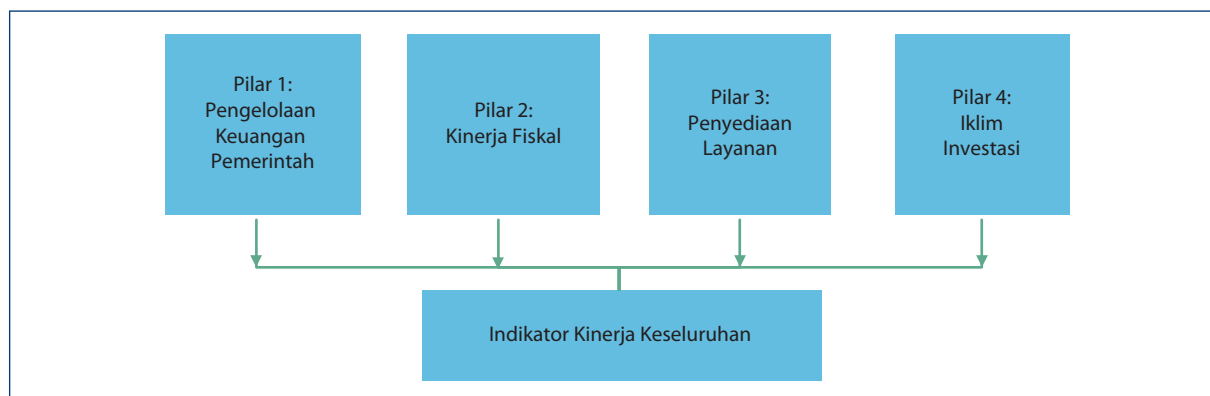 Pilar 1:
Pengelolaan
Keuangan
Pemerintah
Pilar 2:
Kinerja Fiskal
Pilar 3:
Penyediaan
Layanan
Pilar 4:
Iklim
Investasi
Indikator Kinerja Keseluruhan